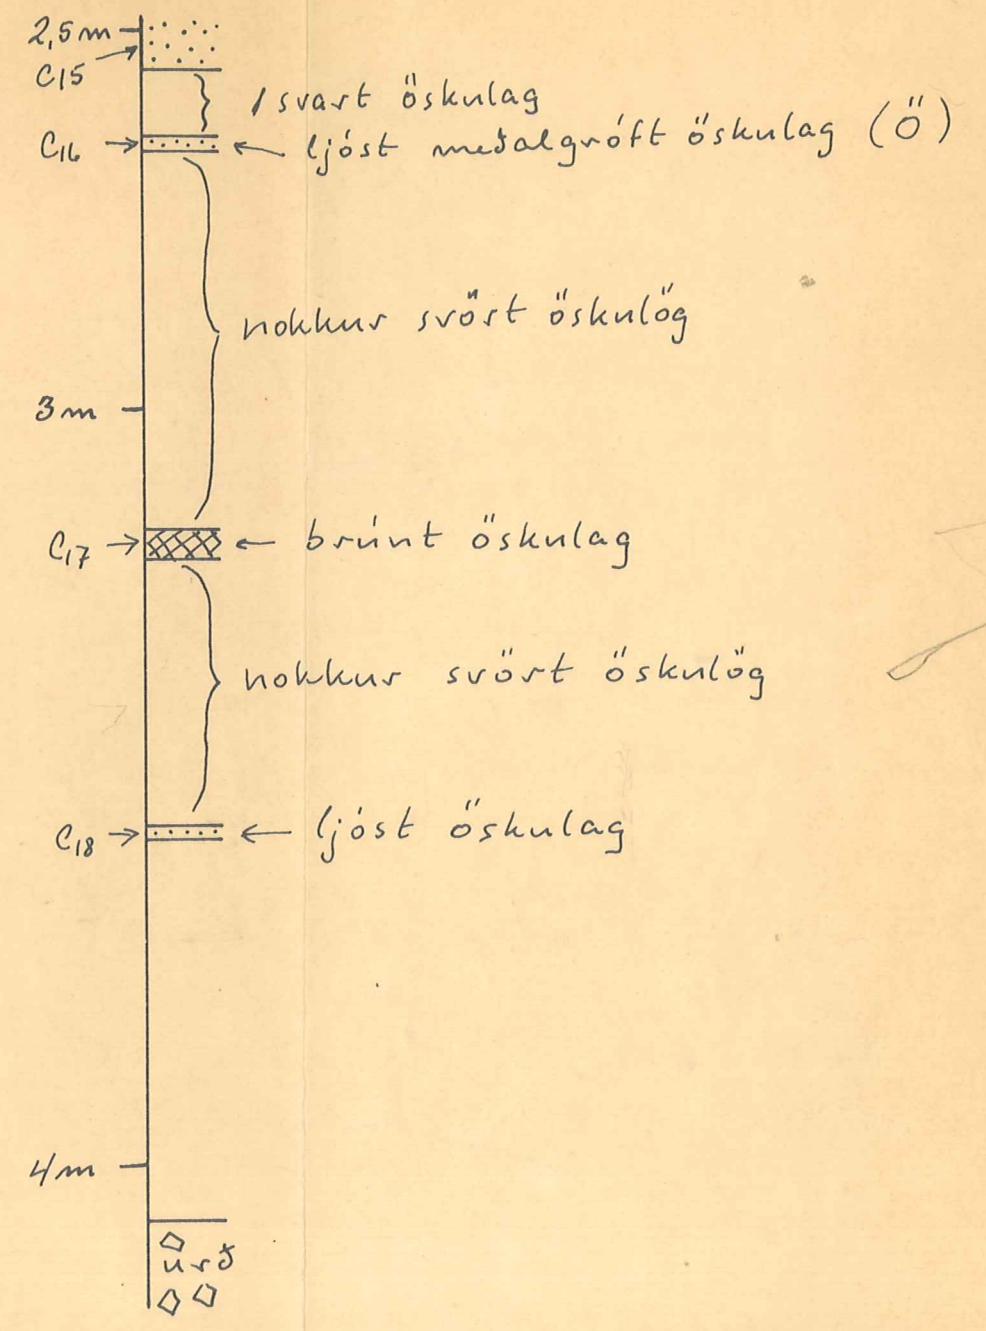 2,5 m
C15
1 svart öskulag
C16
ljóst meðalgróft öskulag (Ö)
nokkur svört öskulög
3 m
C17
brúnt öskulag
nokkur svört öskulög
C18
ljóst öskulag
4 m
urð